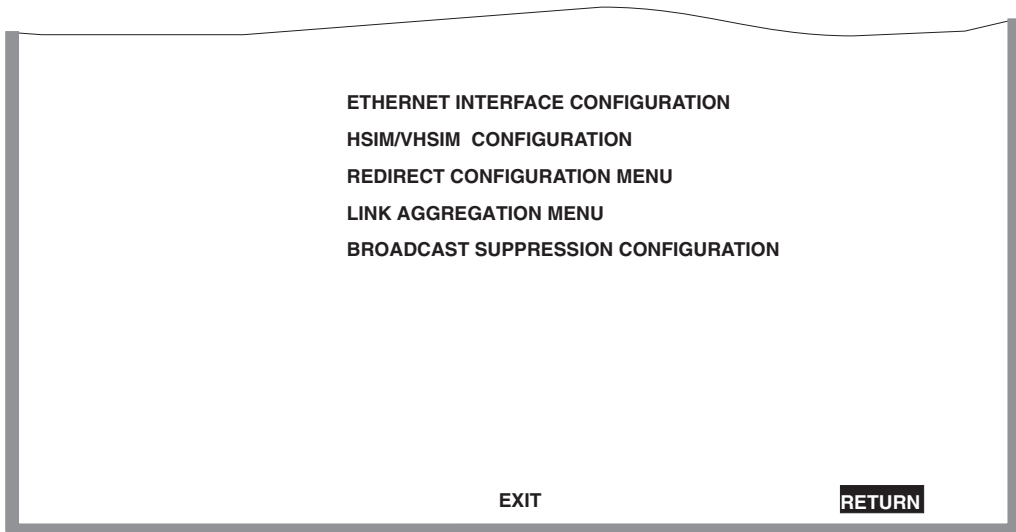 ETHERNET INTERFACE CONFIGURATION
HSIM/VHSIM  CONFIGURATION
REDIRECT CONFIGURATION MENU
LINK AGGREGATION MENU
BROADCAST SUPPRESSION CONFIGURATION
EXIT RETURN